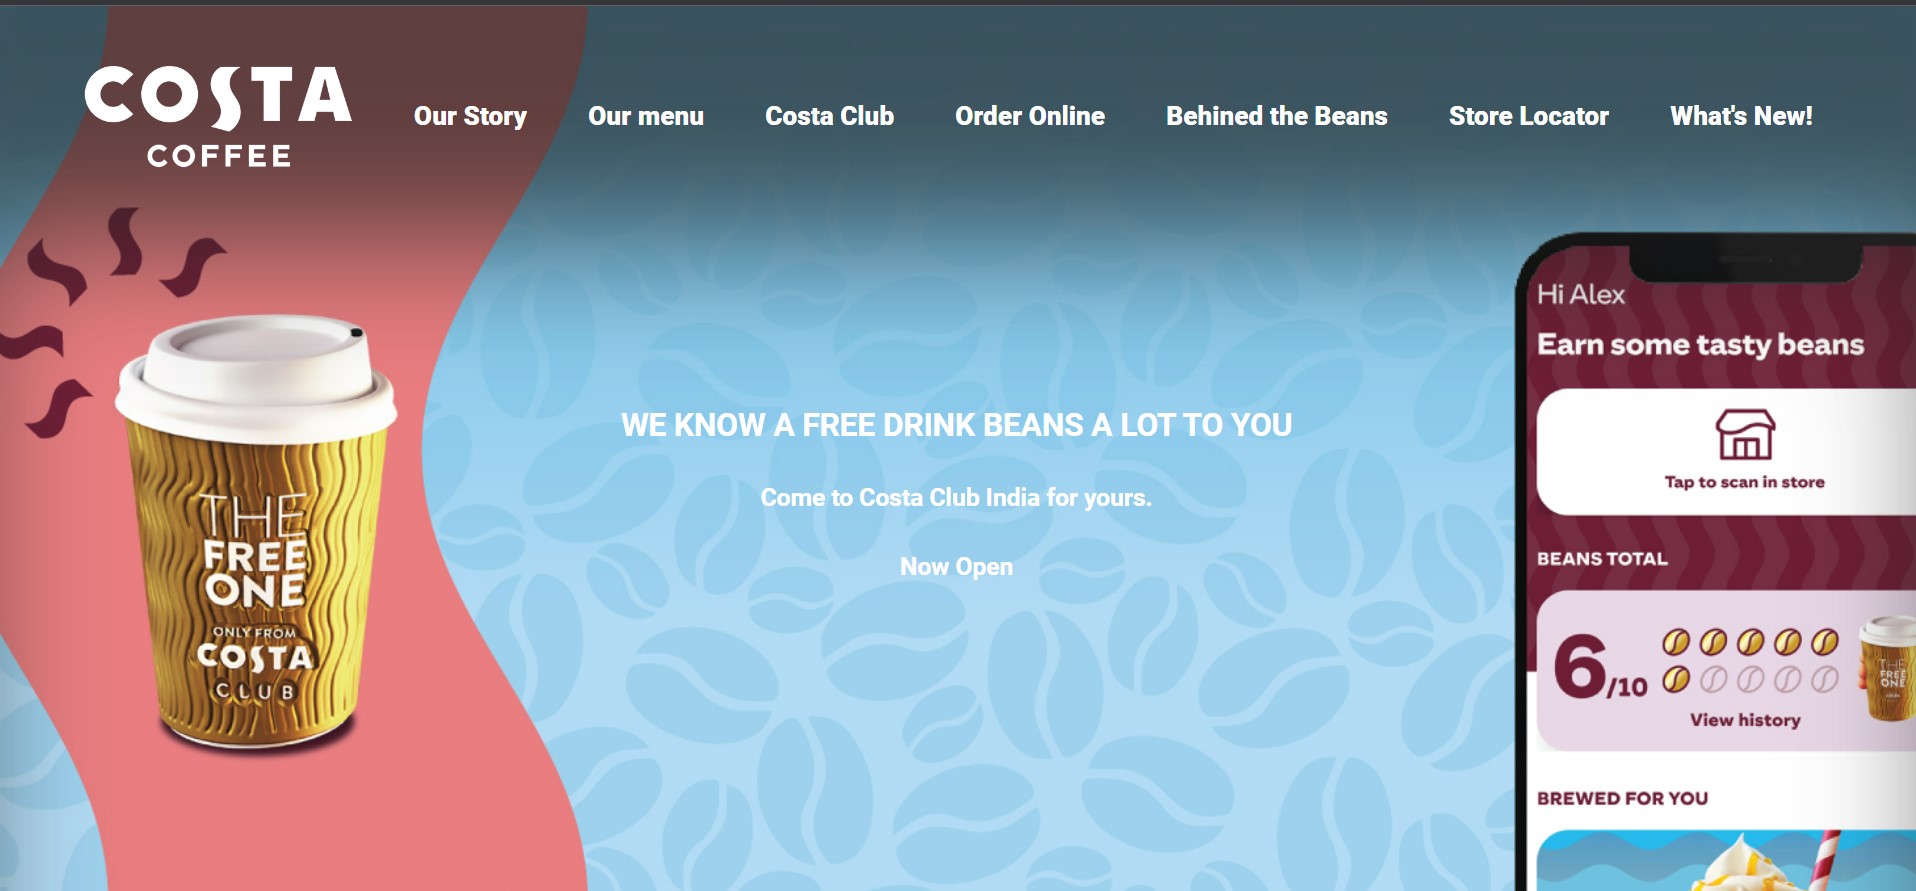 COSTA
COFFEE
Our Story
Our menu
Costa Club
Order Online
Behined the Beans
Store Locator
What's New!
THE
FREE
ONE
ONLY FROM
COSTA
CLUB
WE KNOW A FREE DRINK BEANS A LOT TO YOU
Come to Costa Club India for yours.
Now Open
Hi Alex
Earn some tasty beans
Tap to scan in store
BEANS TOTAL
6/10
View history
THE
FREE
ONE
BREWED FOR YOU